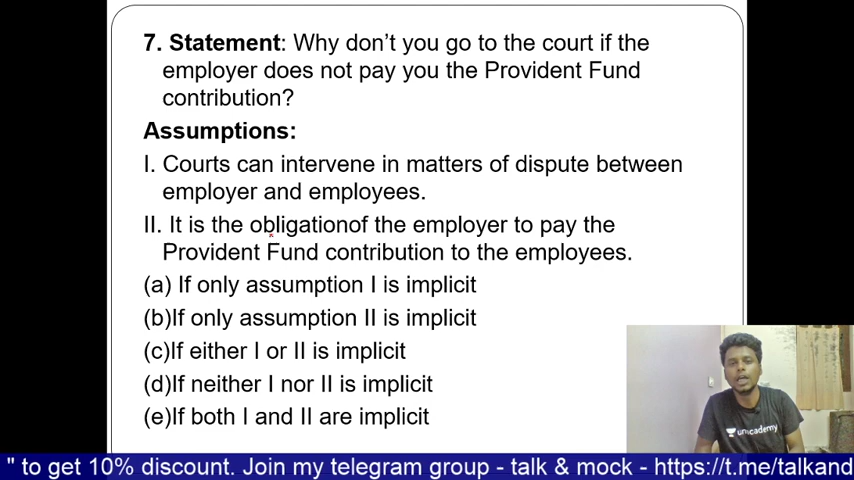 7. Statement: Why don't you go to the court if the
employer does not pay you the Provident Fund
contribution?
Assumptions:
I. Courts can intervene in matters of dispute between
employer and employees.
II. It is the obligationof the employer to pay the
Provident Fund contribution to the employees.
(a) If only assumption I is implicit
(b)If only assumption II is implicit
(c)If either I or II is implicit
(d)If neither I nor II is implicit
(e)If both I and II are implicit
unacademy
" to get 10% discount. Join my telegram group - talk & mock - https://t.me/talkand